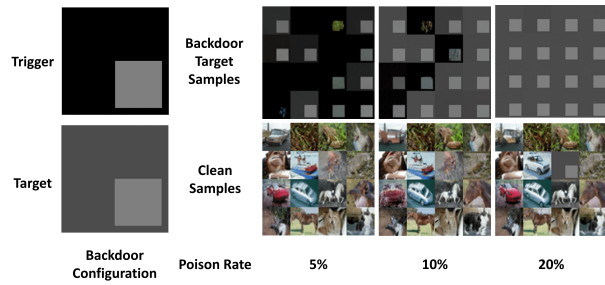 Trigger
Backdoor
Target
Samples
Target
Clean
Samples
Backdoor
Configuration
Poison Rate
5%
10%
20%